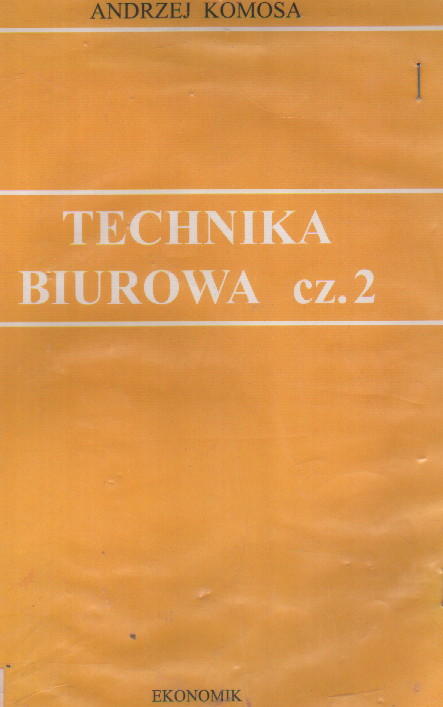 ANDRZEJ KOMOSA
TECHNIKA
BIUROWA cz. 2
EKONOMIK